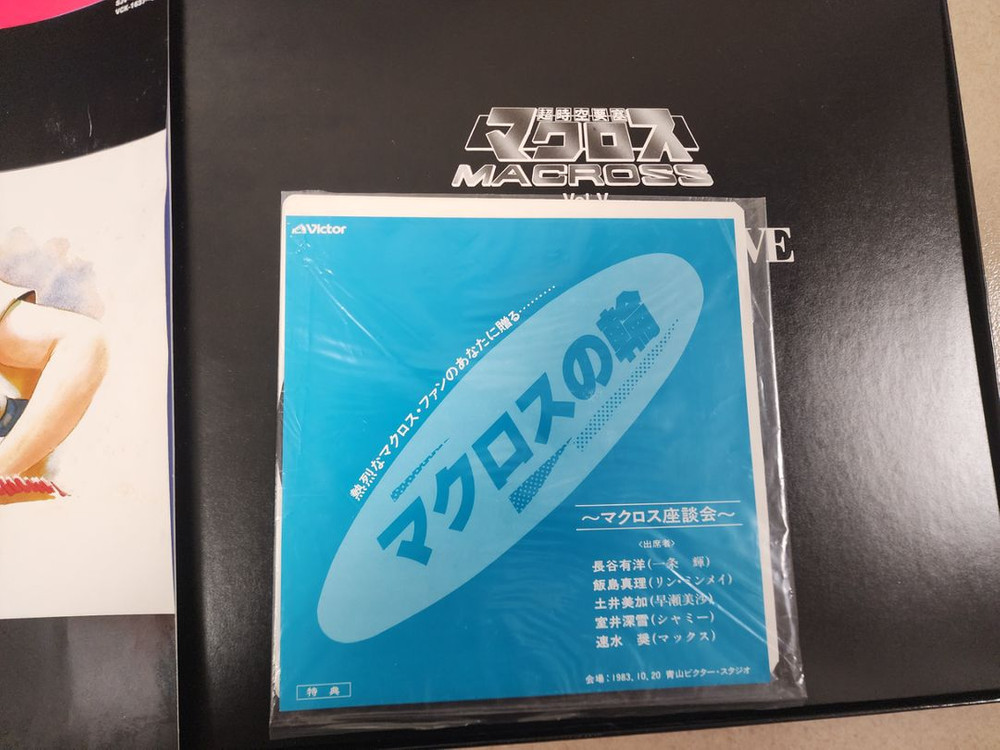 超時空要塞
マクロス
MACROSS
Vol.V
VE
Victor
熱烈なマクロス・ファンのあなたに贈る………
マクロスの輪
〜マクロス座談会〜
〈出席者〉
長谷有洋(一条 輝)
飯島真理(リン・ミンメイ)
土井美加(早瀬美沙)
室井深雪(シャミー)
速水 奨(マックス)
会場:1983.10.20 青山ビクター・スタジオ
特典